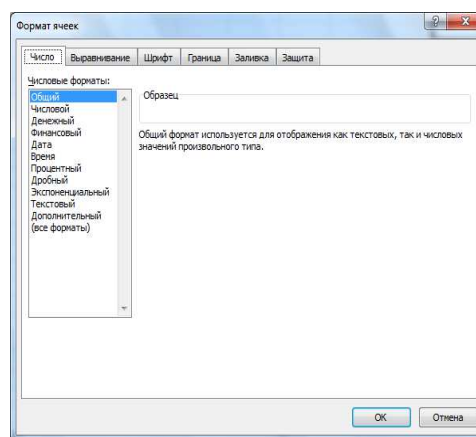 Формат ячеек
Число Выравнивание Шрифт Граница Заливка Защита
Числовые форматы:
Общий
Числовой
Денежный
Финансовый
Дата
Время
Процентный
Дробный
Экспоненциальный
Текстовый
Дополнительный
(все форматы)
Образец
Общий формат используется для отображения как текстовых, так и числовых
значений произвольного типа.
ОК Отмена